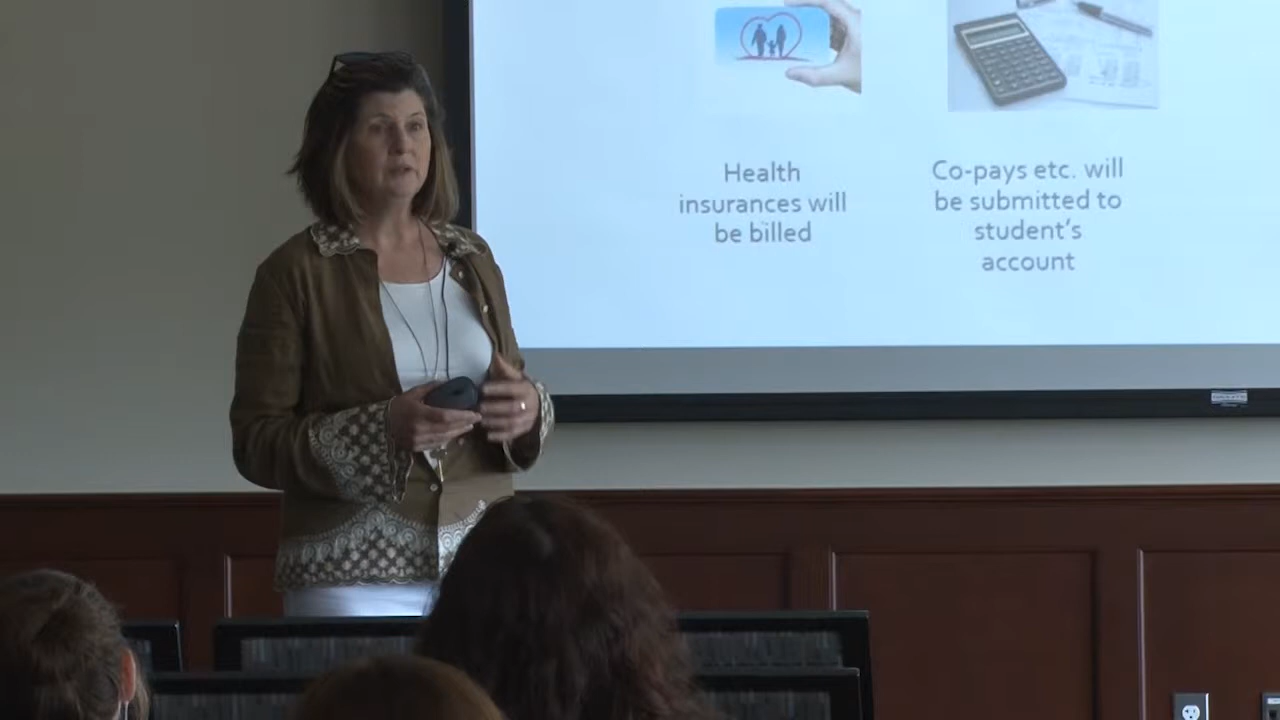 Health
insurances will
be billed
Co-pays etc. will
be submitted to
student's
account